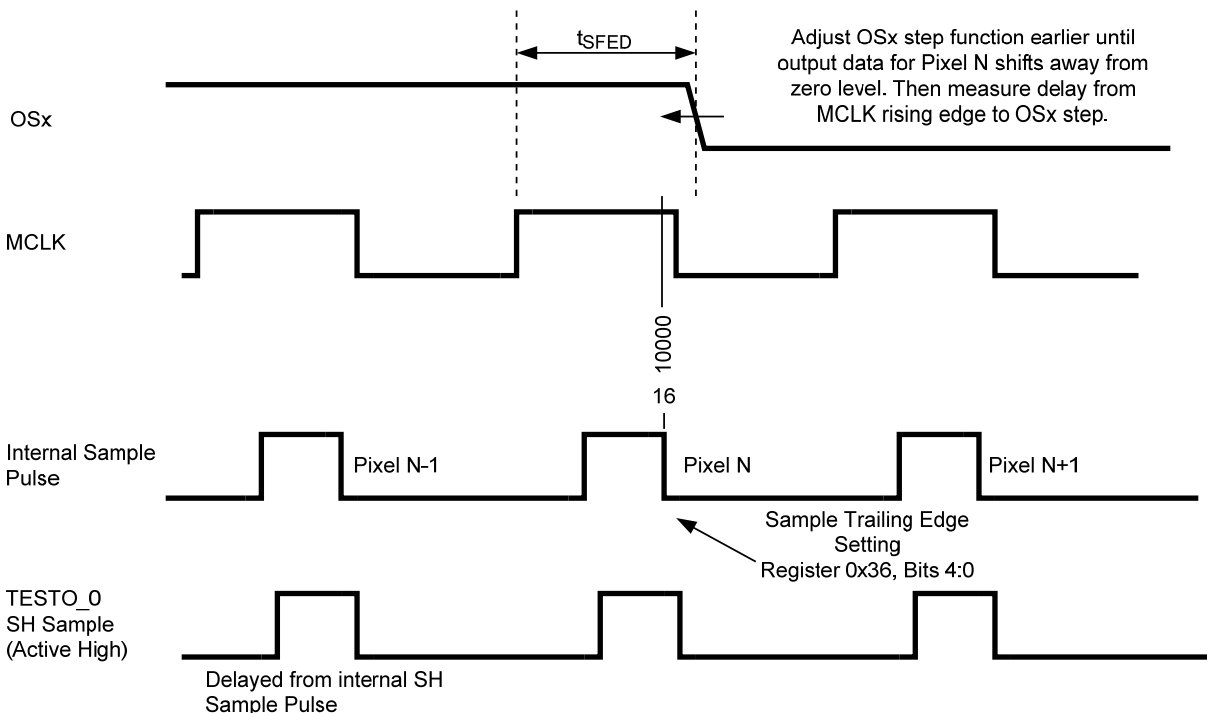 tSFED
Adjust OSx step function earlier until
output data for Pixel N shifts away from
zero level. Then measure delay from
MCLK rising edge to OSx step.
OSx
MCLK
10000
16
Internal Sample
Pulse
Pixel N-1
Pixel N
Pixel N+1
Sample Trailing Edge
Setting
Register 0x36, Bits 4:0
TESTO_0
SH Sample
(Active High)
Delayed from internal SH
Sample Pulse